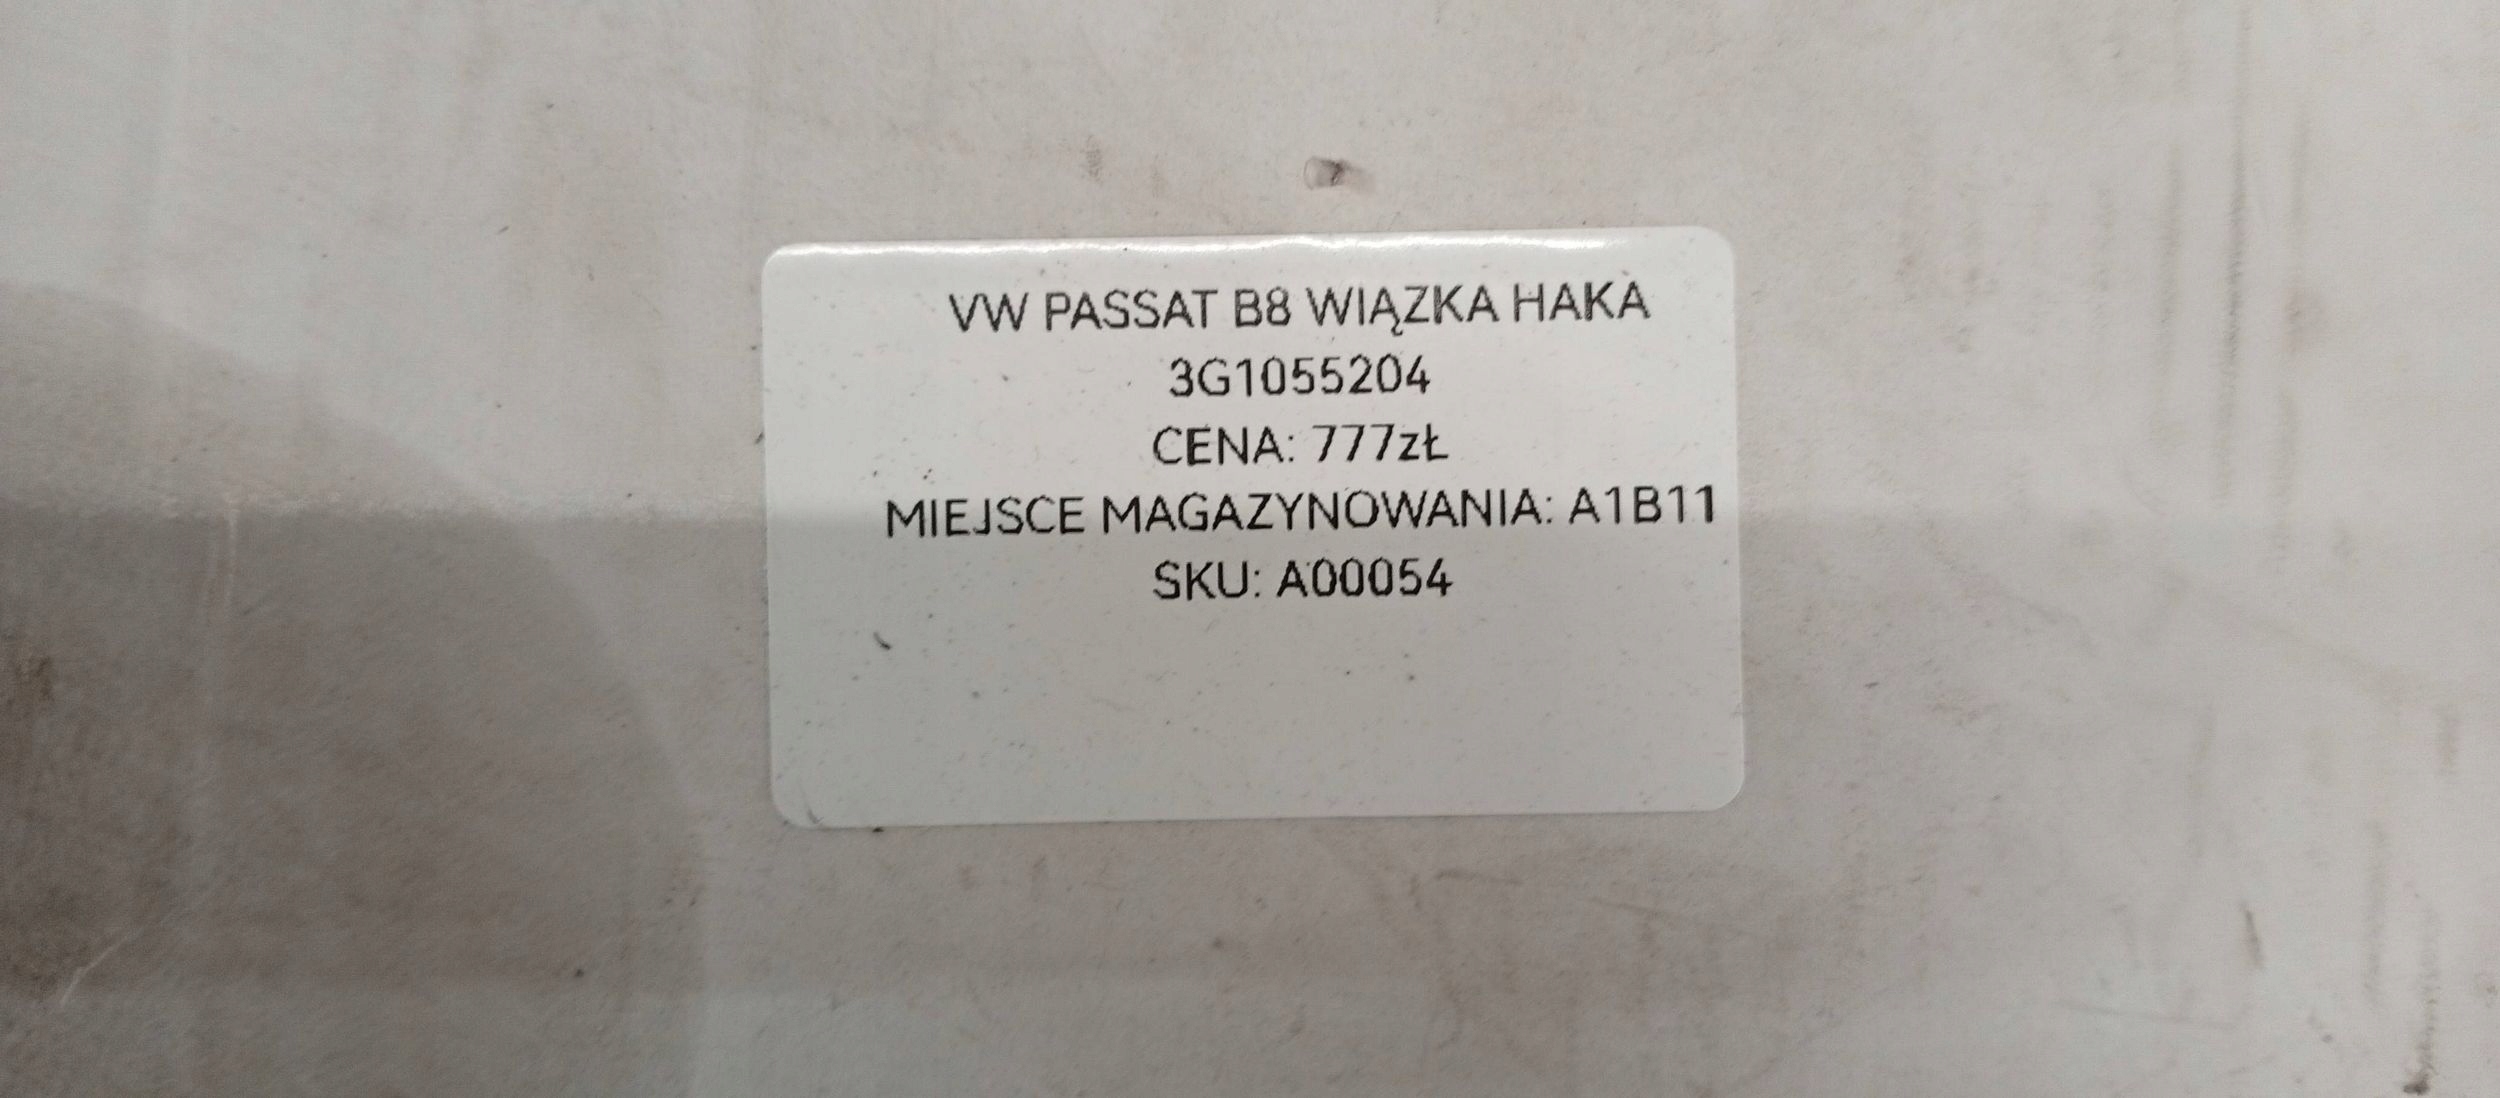 VW PASSAT B8 WIĄZKA HAKA
3G1055204
CENA: 777zŁ
MIEJSCE MAGAZYNOWANIA: A1B11
SKU: A00054